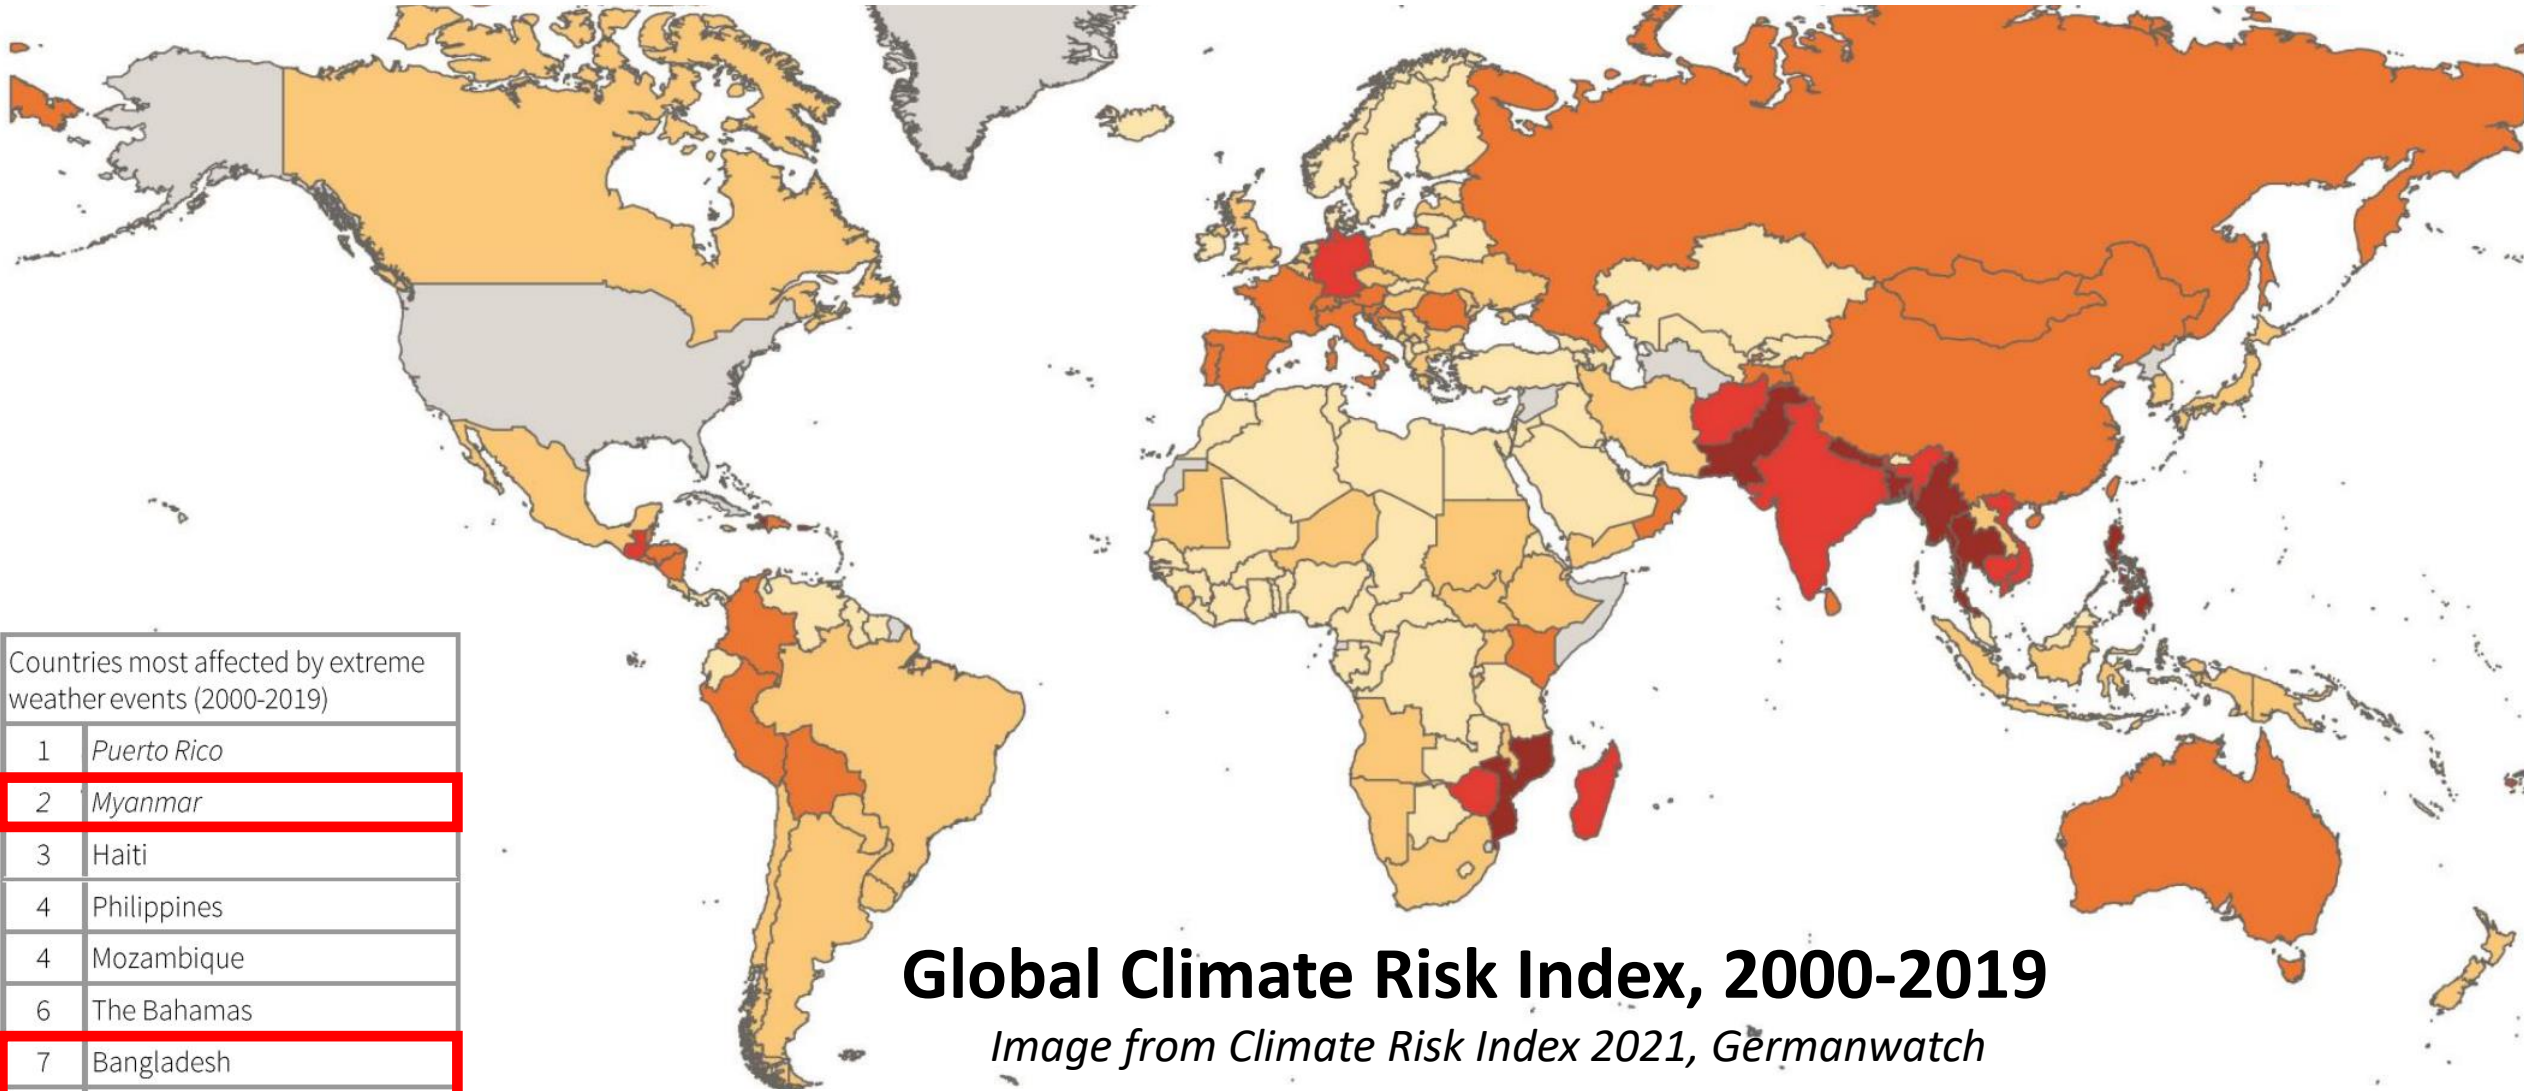 Countries most affected by extreme
weather events (2000-2019)
1 Puerto Rico
2 Myanmar
3 Haiti
4 Philippines
4 Mozambique
6 The Bahamas
7 Bangladesh
Global Climate Risk Index, 2000-2019
Image from Climate Risk Index 2021, Germanwatch